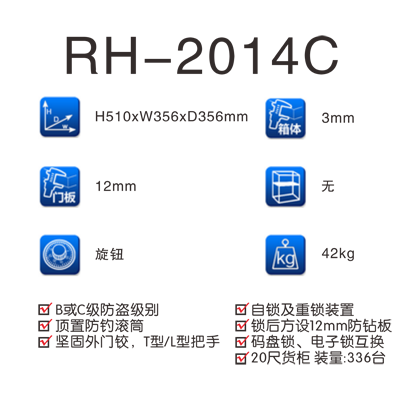 RH-2014C
H510xW356xD356mm
箱体
3mm
门板
12mm
无
旋钮
kg
42kg
B或C级防盗级别
顶置防钓滚筒
坚固外门铰，T型/L型把手
自锁及重锁装置
锁后方设12mm防钻板
码盘锁、电子锁互换
20尺货柜 装量:336台